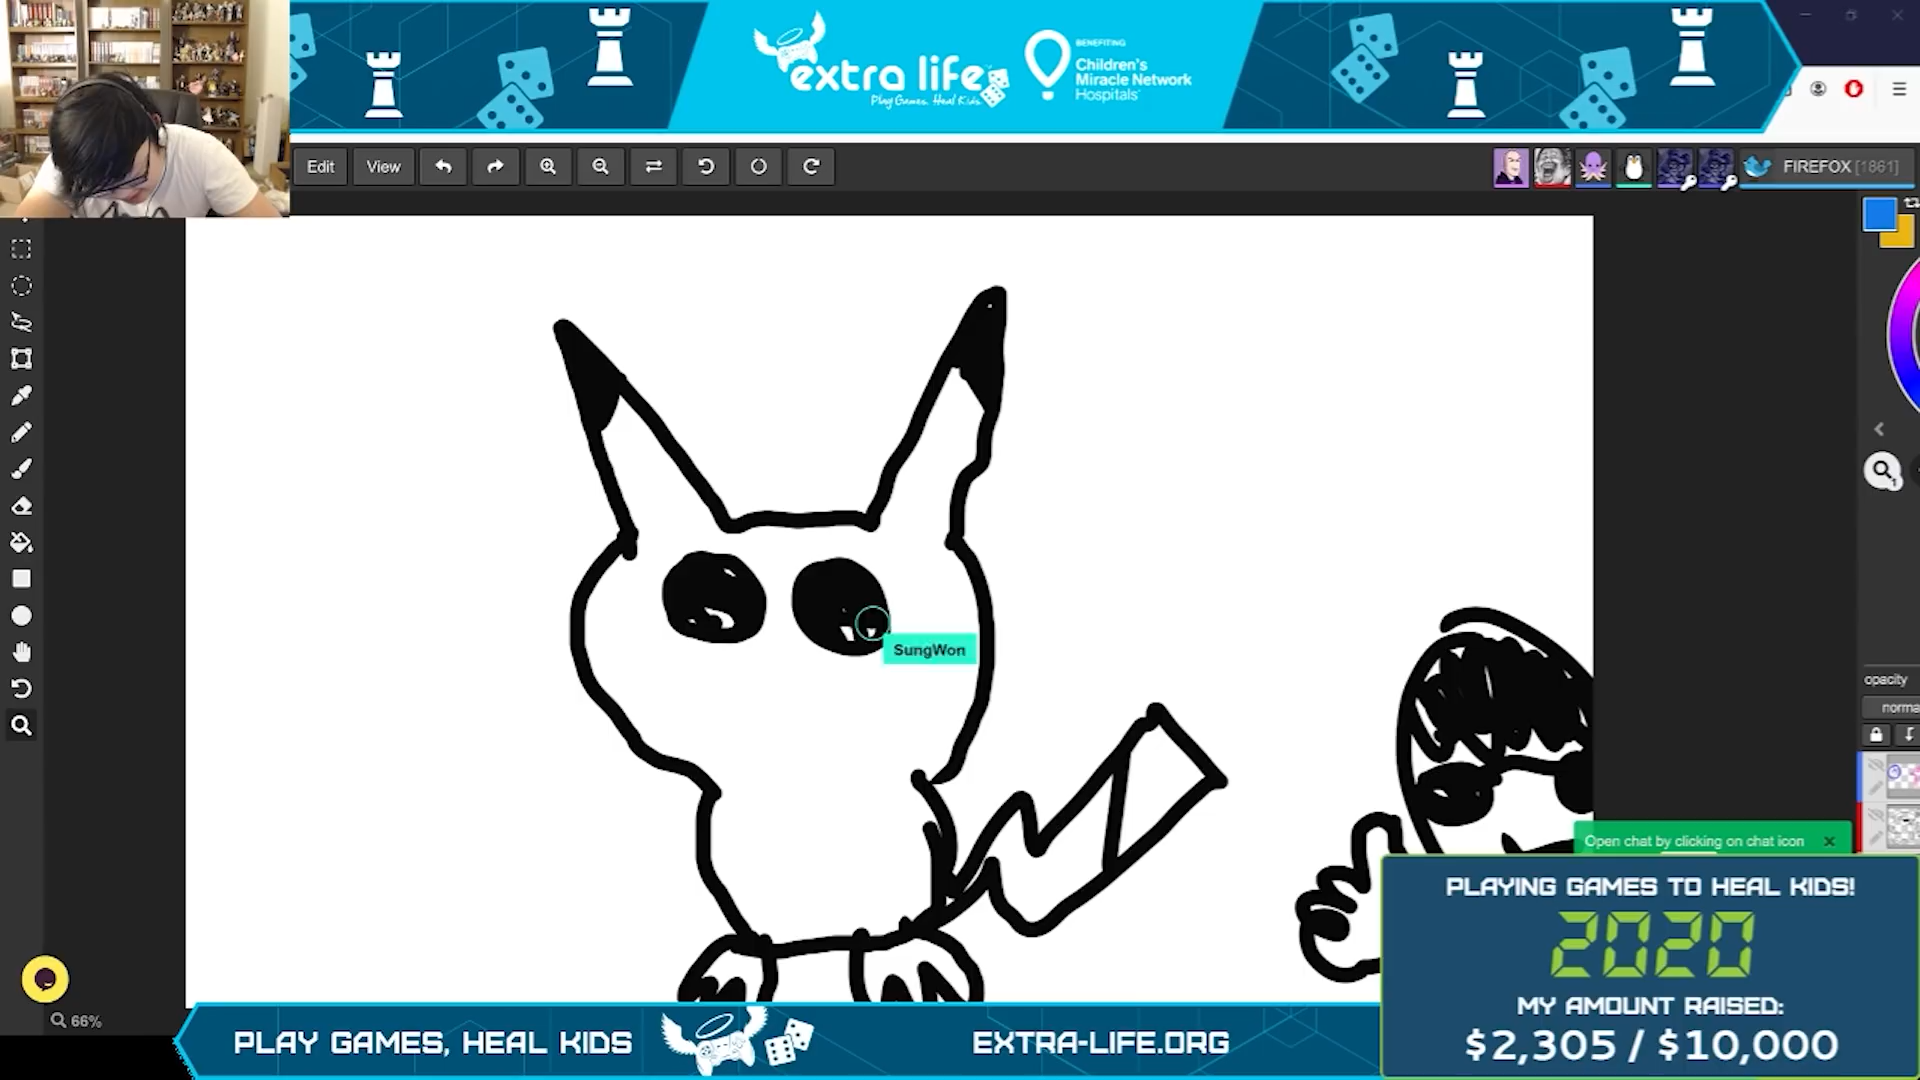 extra life
Play Games. Heal Kids.
BENEFITING
Children's
Miracle Network
Hospitals
Edit
View
FIREFOX [1861]
SungWon
opacity
norma
Open chat by clicking on chat icon
PLAYING GAMES TO HEAL KIDS!
2020
MY AMOUNT RAISED:
$2,305 / $10,000
66%
PLAY GAMES, HEAL KIDS
EXTRA-LIFE.ORG